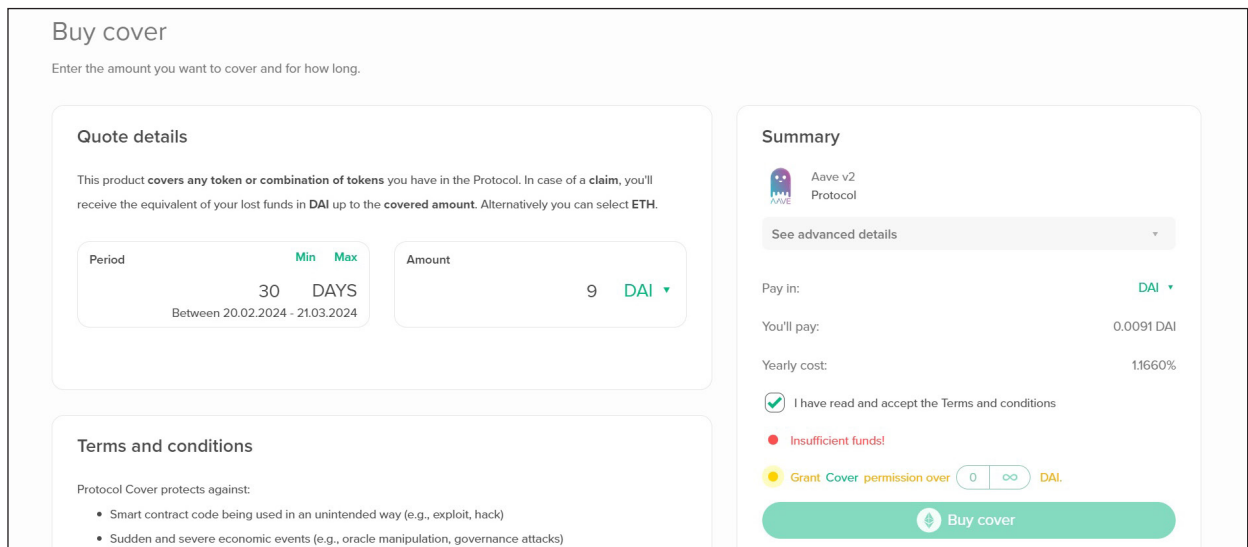 Buy cover
Enter the amount you want to cover and for how long.
Quote details
This product covers any token or combination of tokens you have in the Protocol. In case of a claim, you'll
receive the equivalent of your lost funds in DAI up to the covered amount. Alternatively you can select ETH.
Period Min Max
30 DAYS
Between 20.02.2024 - 21.03.2024
Amount
9 DAI
Terms and conditions
Protocol Cover protects against:
• Smart contract code being used in an unintended way (e.g., exploit, hack)
• Sudden and severe economic events (e.g., oracle manipulation, governance attacks)
Summary
AAVE
Aave v2
Protocol
See advanced details
Pay in: DAI
You'll pay: 0.0091 DAI
Yearly cost: 1.1660%
I have read and accept the Terms and conditions
Insufficient funds!
Grant Cover permission over 0 ∞ DAI.
Buy cover